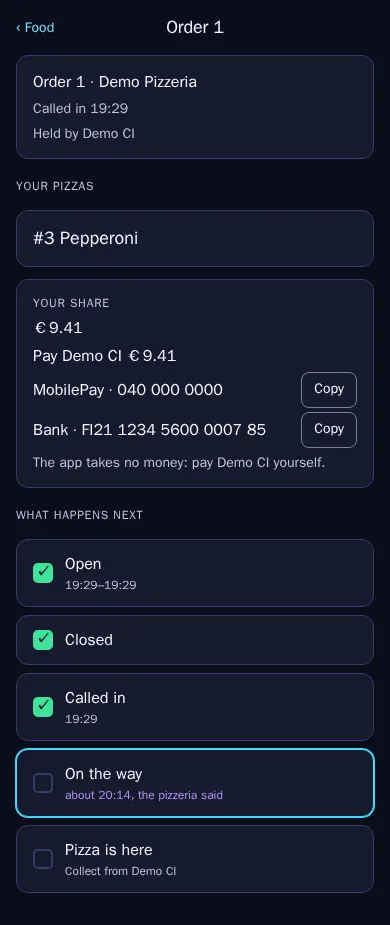 ‹ Food
Order 1
Order 1 · Demo Pizzeria
Called in 19:29
Held by Demo CI
YOUR PIZZAS
#3 Pepperoni
YOUR SHARE
€ 9.41
Pay Demo CI € 9.41
MobilePay · 040 000 0000
Copy
Bank · FI21 1234 5600 0007 85
Copy
The app takes no money: pay Demo CI yourself.
WHAT HAPPENS NEXT
Open
19:29–19:29
Closed
Called in
19:29
On the way
about 20:14, the pizzeria said
Pizza is here
Collect from Demo CI